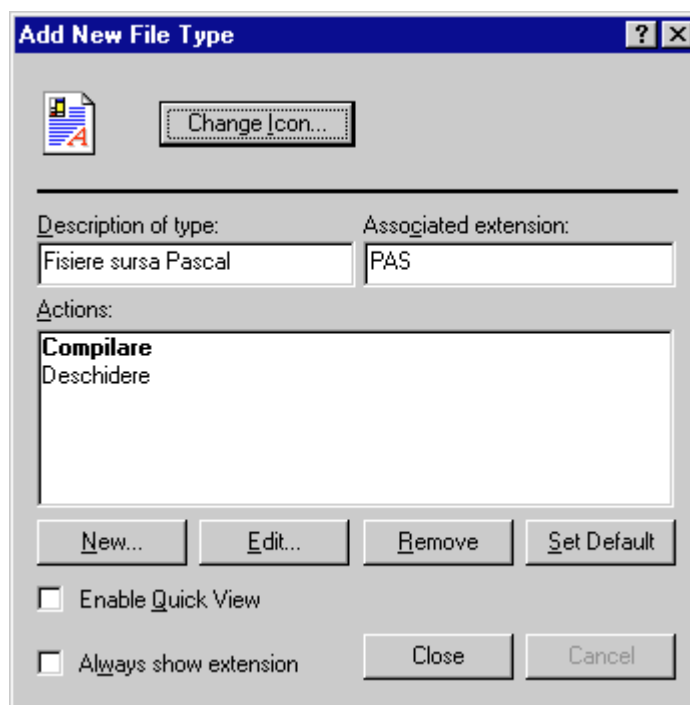 Add New File Type
Change Icon...
Description of type:
Associated extension:
Fisiere sursa Pascal
PAS
Actions:
Compilare
Deschidere
New...
Edit...
Remove
Set Default
Enable Quick View
Always show extension
Close
Cancel